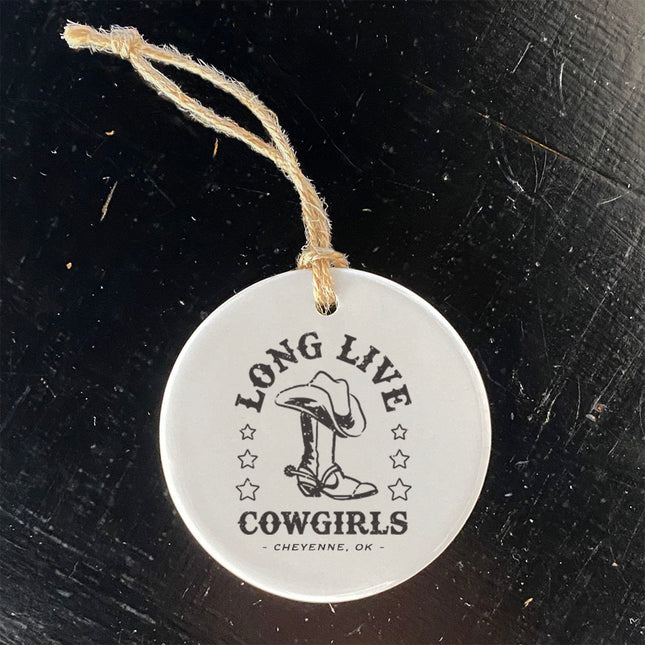 LONG LIVE
COWGIRLS
- CHEYENNE, OK -